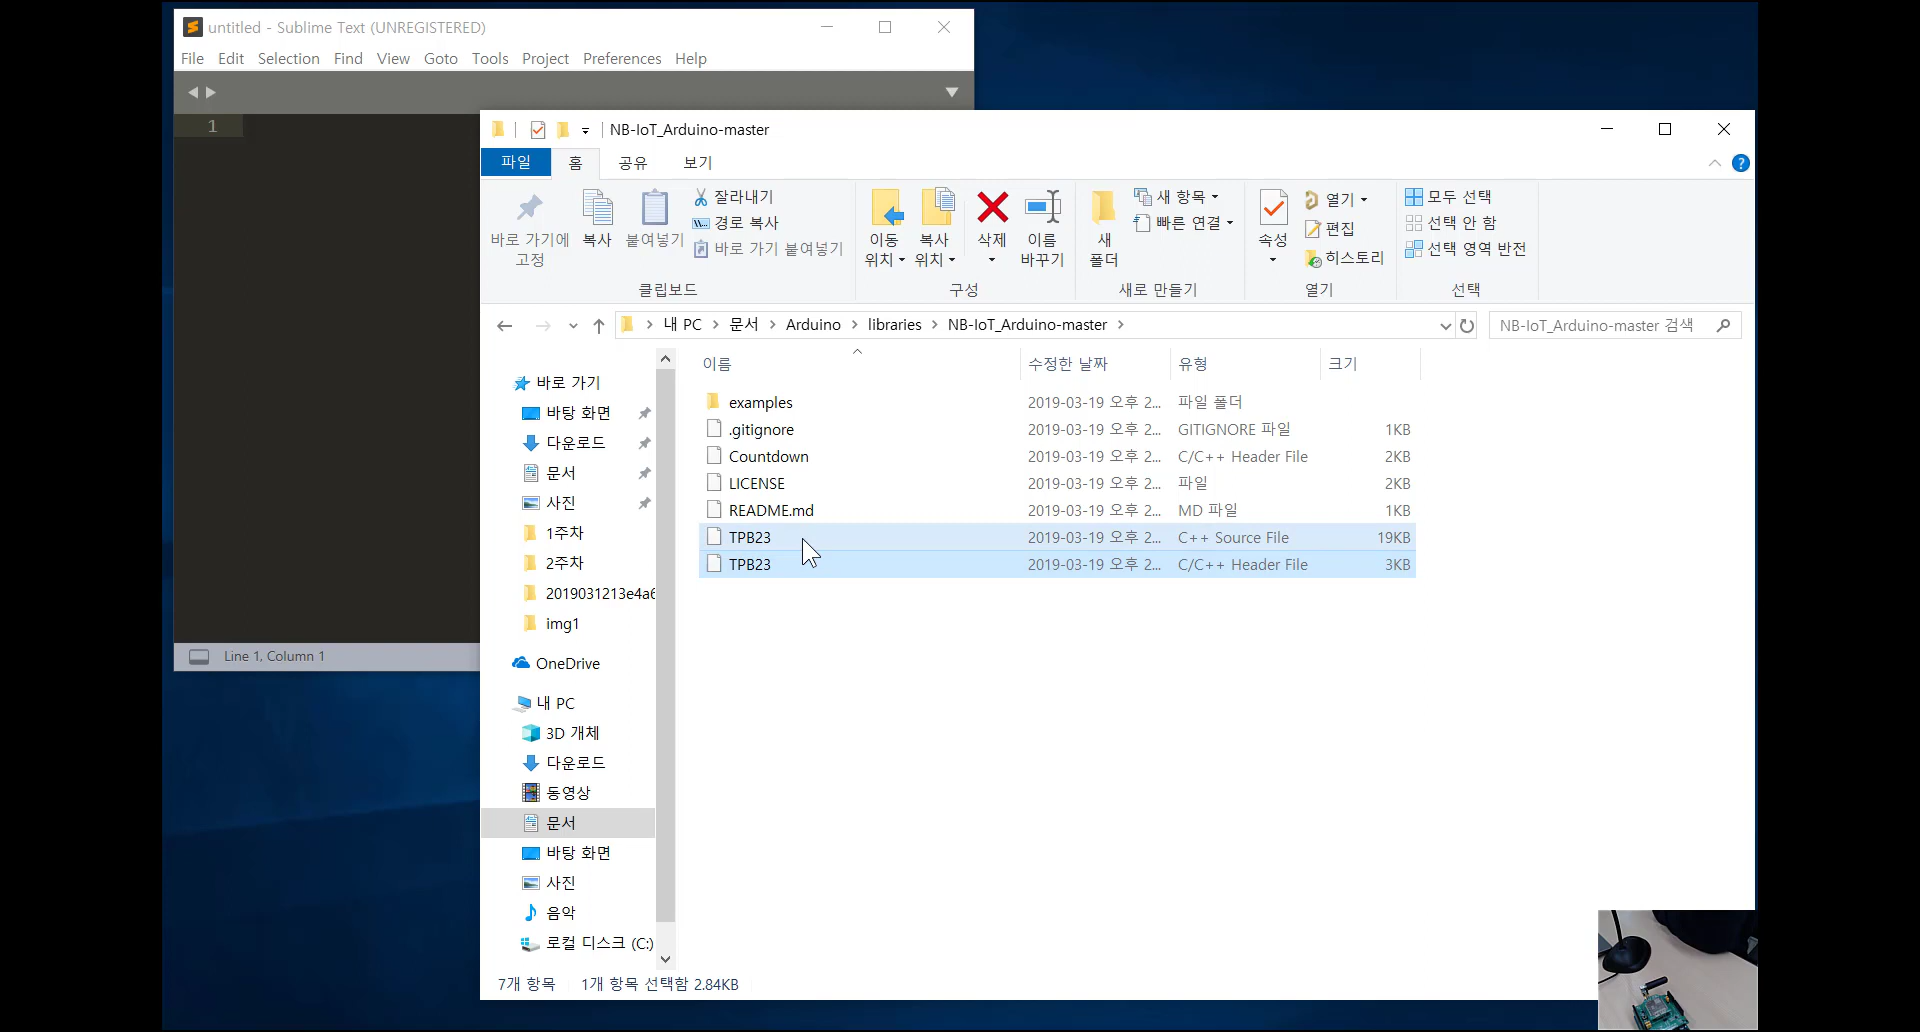 untitled - Sublime Text (UNREGISTERED)
File Edit Selection Find View Goto Tools Project Preferences Help
1
Line 1, Column 1
NB-IoT_Arduino-master
파일 홈 공유 보기
바로 가기에 고정
복사
붙여넣기
잘라내기
경로 복사
바로 가기 붙여넣기
클립보드
이동 위치
복사 위치
삭제
이름 바꾸기
구성
새 폴더
새 항목
빠른 연결
새로 만들기
속성
열기
편집
히스토리
열기
모두 선택
선택 안 함
선택 영역 반전
선택
내 PC > 문서 > Arduino > libraries > NB-IoT_Arduino-master >
NB-IoT_Arduino-master 검색
바로 가기
바탕 화면
다운로드
문서
사진
1주차
2주차
2019031213e4a6
img1
OneDrive
내 PC
3D 개체
다운로드
동영상
문서
바탕 화면
사진
음악
로컬 디스크 (C:)
이름 수정한 날짜 유형 크기
examples 2019-03-19 오후 2... 파일 폴더
.gitignore 2019-03-19 오후 2... GITIGNORE 파일 1KB
Countdown 2019-03-19 오후 2... C/C++ Header File 2KB
LICENSE 2019-03-19 오후 2... 파일 2KB
README.md 2019-03-19 오후 2... MD 파일 1KB
TPB23 2019-03-19 오후 2... C++ Source File 19KB
TPB23 2019-03-19 오후 2... C/C++ Header File 3KB
7개 항목 1개 항목 선택함 2.84KB